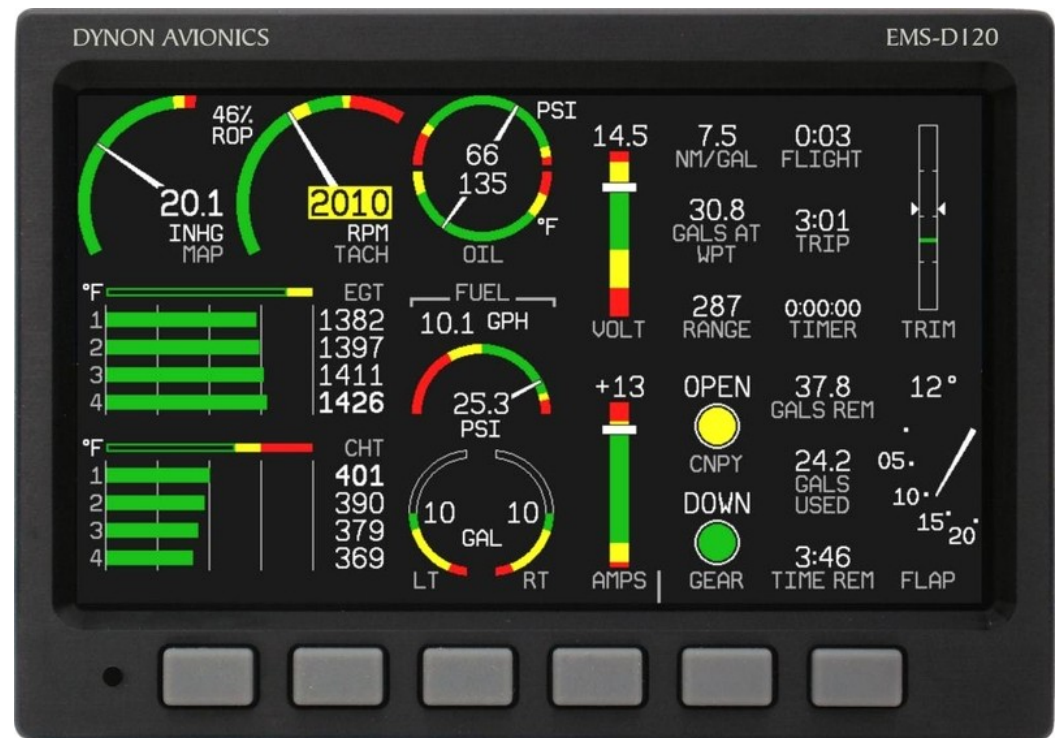 DYNON AVIONICS
EMS-D120
46%
ROP
20.1
INHG
MAP
2010
RPM
TACH
PSI
66
135
°F
OIL
14.5
VOLT
7.5
NM/GAL
0:03
FLIGHT
30.8
GALS AT
WPT
3:01
TRIP
287
RANGE
0:00:00
TIMER
TRIM
°F EGT
1 1382
2 1397
3 1411
4 1426
°F CHT
1 401
2 390
3 379
4 369
FUEL
10.1 GPH
25.3
PSI
10 10
GAL
LT RT
+13
AMPS
OPEN
CNPY
DOWN
GEAR
37.8
GALS REM
24.2
GALS
USED
3:46
TIME REM
12°
05
10
15
20
FLAP